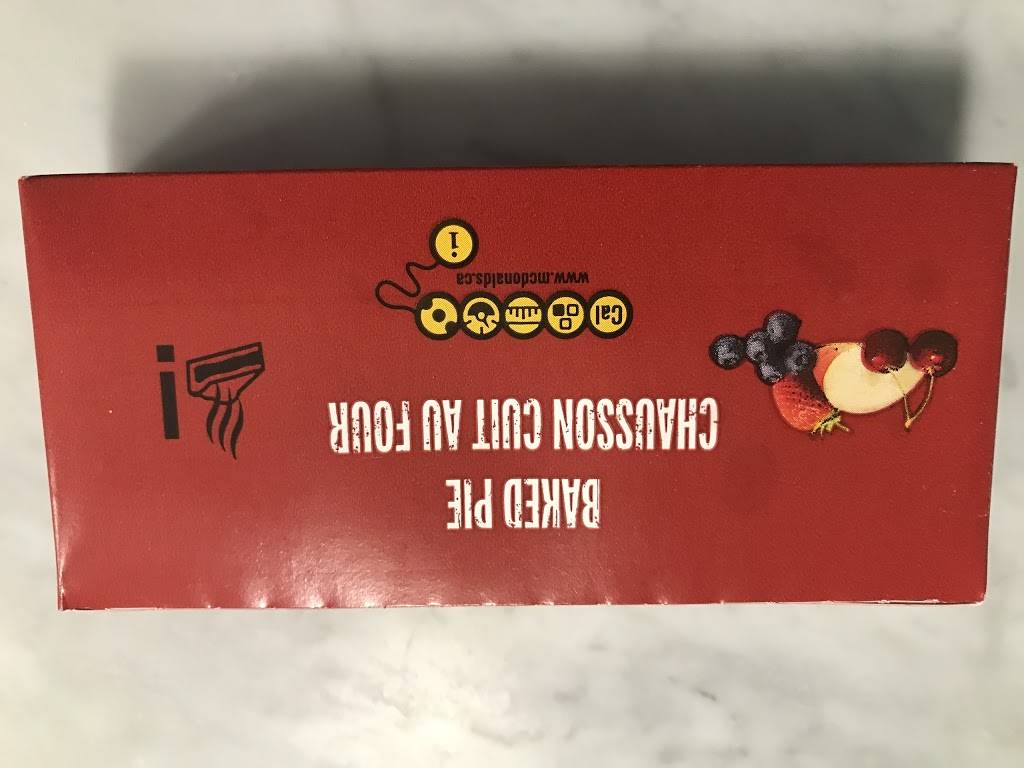 BAKED PIE
CHAUSSON CUIT AU FOUR
Cal
www.mcdonalds.ca
i
i